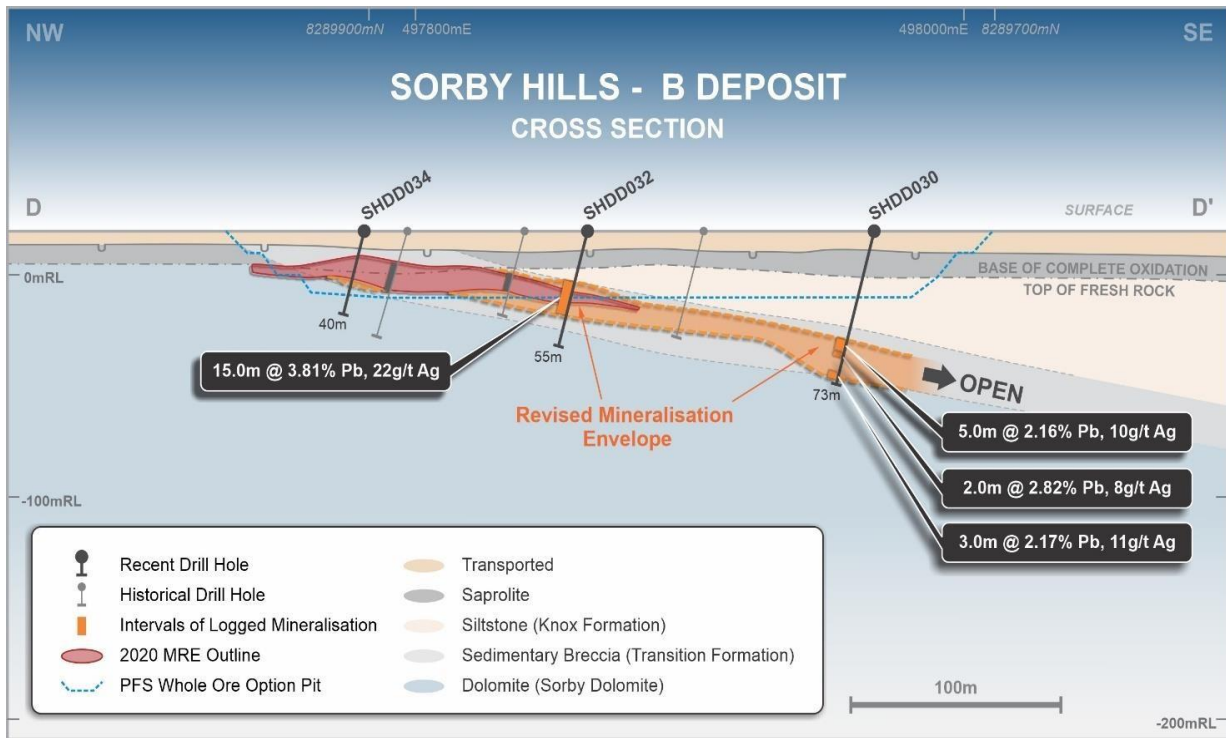 NW
8289900mN
497800mE
498000mE
8289700mN
SE
SORBY HILLS - B DEPOSIT
CROSS SECTION
D
SHDD034
SHDD032
SHDD030
SURFACE
D'
0mRL
BASE OF COMPLETE OXIDATION
TOP OF FRESH ROCK
40m
55m
15.0m @ 3.81% Pb, 22g/t Ag
73m
OPEN
Revised Mineralisation
Envelope
5.0m @ 2.16% Pb, 10g/t Ag
2.0m @ 2.82% Pb, 8g/t Ag
3.0m @ 2.17% Pb, 11g/t Ag
-100mRL
Recent Drill Hole
Historical Drill Hole
Intervals of Logged Mineralisation
2020 MRE Outline
PFS Whole Ore Option Pit
Transported
Saprolite
Siltstone (Knox Formation)
Sedimentary Breccia (Transition Formation)
Dolomite (Sorby Dolomite)
100m
-200mRL